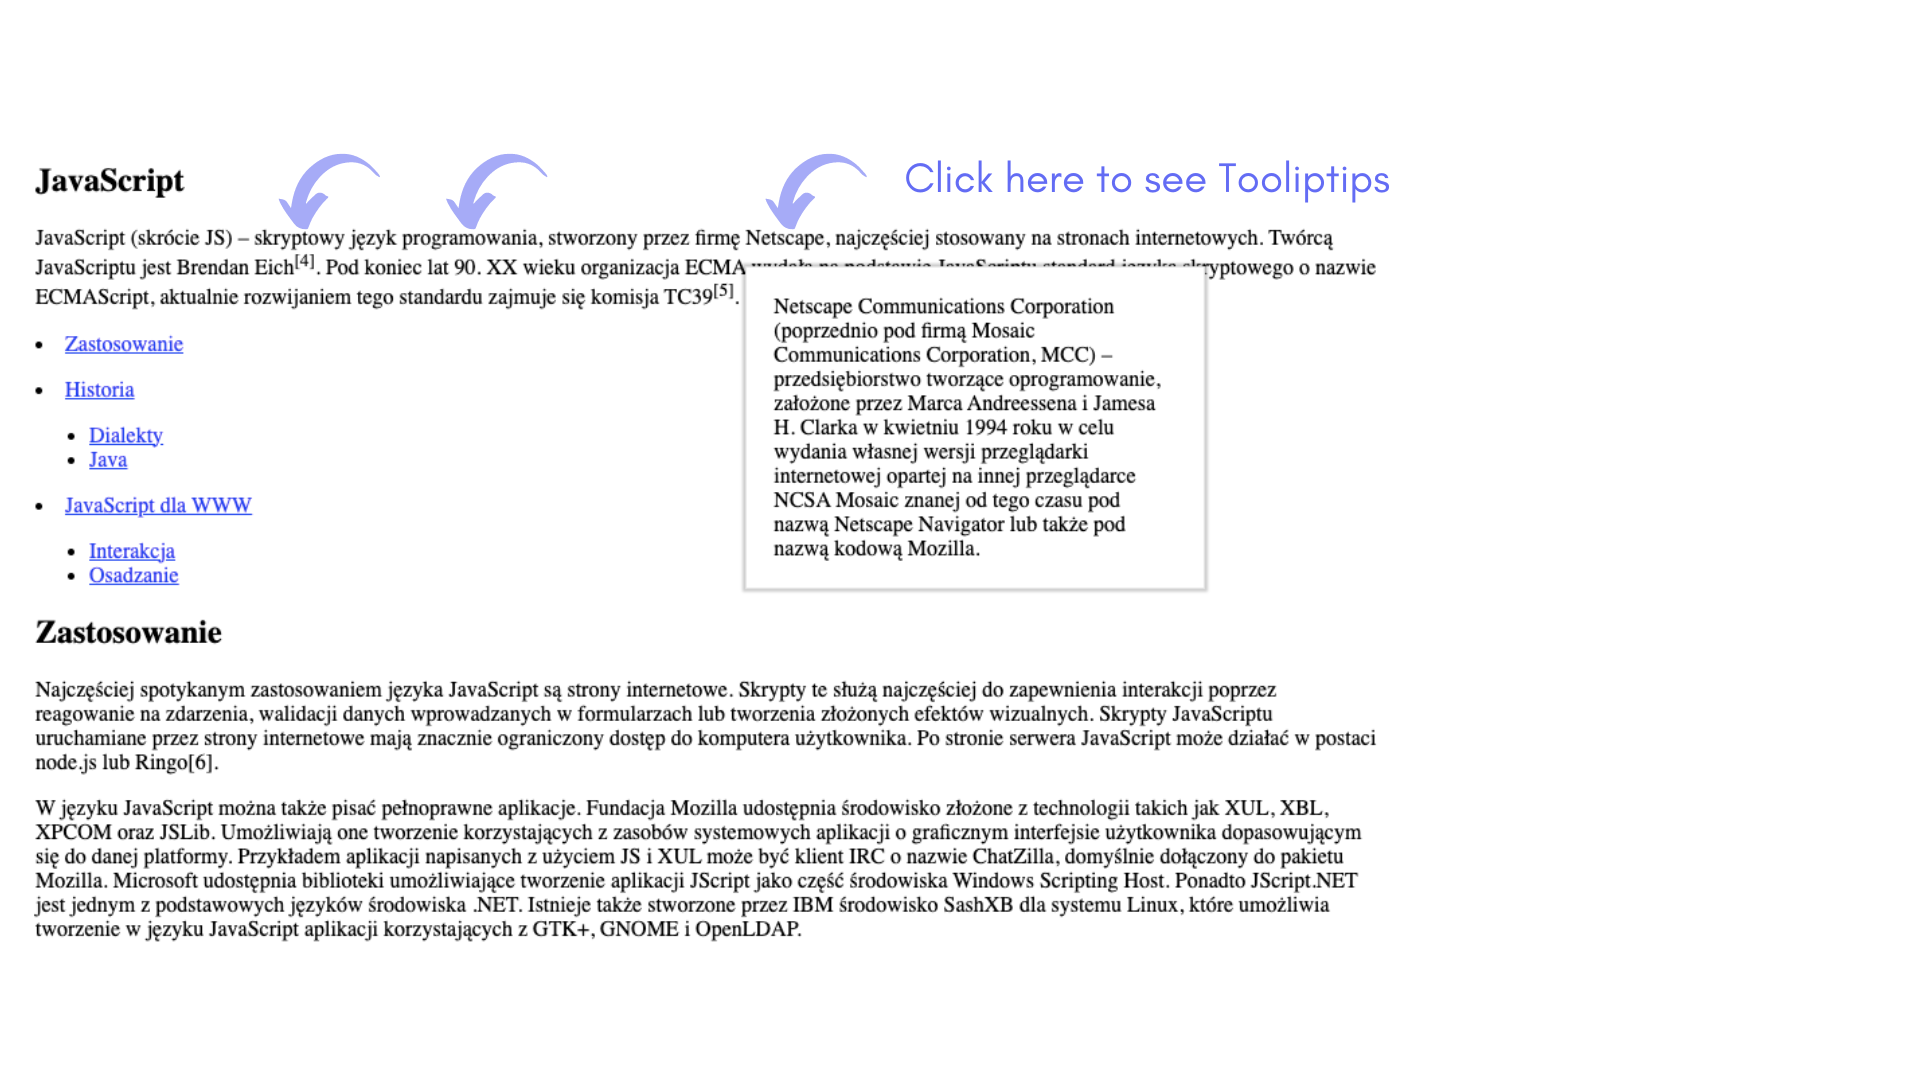 JavaScript
Click here to see Tooliptips
JavaScript (skrócie JS) – skryptowy język programowania, stworzony przez firmę Netscape, najczęściej stosowany na stronach internetowych. Twórcą
JavaScriptu jest Brendan Eich[4]. Pod koniec lat 90. XX wieku organizacja ECMA wydała na podstawie JavaScriptu standard języka skryptowego o nazwie
ECMAScript, aktualnie rozwijaniem tego standardu zajmuje się komisja TC39[5].
Netscape Communications Corporation
(poprzednio pod firmą Mosaic
Communications Corporation, MCC) –
przedsiębiorstwo tworzące oprogramowanie,
założone przez Marca Andreessena i Jamesa
H. Clarka w kwietniu 1994 roku w celu
wydania własnej wersji przeglądarki
internetowej opartej na innej przeglądarce
NCSA Mosaic znanej od tego czasu pod
nazwą Netscape Navigator lub także pod
nazwą kodową Mozilla.
Zastosowanie
Historia
Dialekty
Java
JavaScript dla WWW
Interakcja
Osadzanie
Zastosowanie
Najczęściej spotykanym zastosowaniem języka JavaScript są strony internetowe. Skrypty te służą najczęściej do zapewnienia interakcji poprzez
reagowanie na zdarzenia, walidacji danych wprowadzanych w formularzach lub tworzenia złożonych efektów wizualnych. Skrypty JavaScriptu
uruchamiane przez strony internetowe mają znacznie ograniczony dostęp do komputera użytkownika. Po stronie serwera JavaScript może działać w postaci
node.js lub Ringo[6].
W języku JavaScript można także pisać pełnoprawne aplikacje. Fundacja Mozilla udostępnia środowisko złożone z technologii takich jak XUL, XBL,
XPCOM oraz JSLib. Umożliwiają one tworzenie korzystających z zasobów systemowych aplikacji o graficznym interfejsie użytkownika dopasowującym
się do danej platformy. Przykładem aplikacji napisanych z użyciem JS i XUL może być klient IRC o nazwie ChatZilla, domyślnie dołączony do pakietu
Mozilla. Microsoft udostępnia biblioteki umożliwiające tworzenie aplikacji JScript jako część środowiska Windows Scripting Host. Ponadto JScript.NET
jest jednym z podstawowych języków środowiska .NET. Istnieje także stworzone przez IBM środowisko SashXB dla systemu Linux, które umożliwia
tworzenie w języku JavaScript aplikacji korzystających z GTK+, GNOME i OpenLDAP.